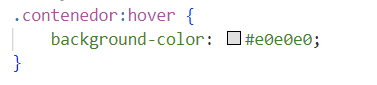 .contenedor:hover {
    background-color: #e0e0e0;
}